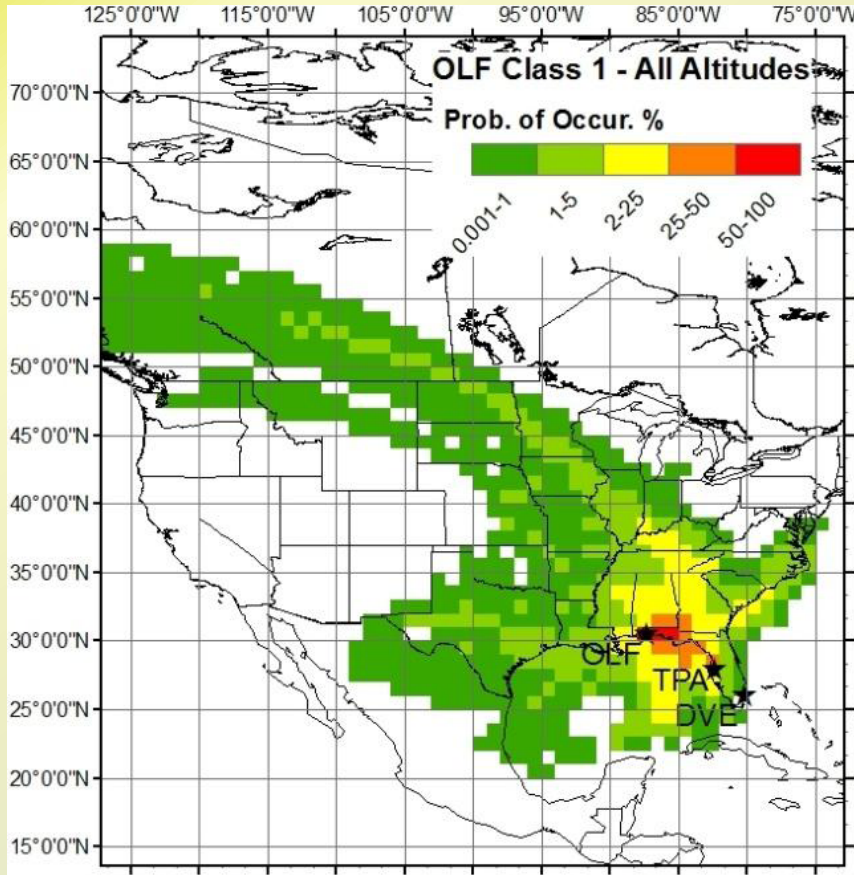 125°0'0"W 115°0'0"W 105°0'0"W 95°0'0"W 85°0'0"W 75°0'0"W
OLF Class 1 - All Altitudes
Prob. of Occur. %
0.001-1 1-5 2-25 25-50 50-100
70°0'0"N
65°0'0"N
60°0'0"N
55°0'0"N
50°0'0"N
45°0'0"N
40°0'0"N
35°0'0"N
30°0'0"N
OLF
TPA
25°0'0"N
DVE
20°0'0"N
15°0'0"N